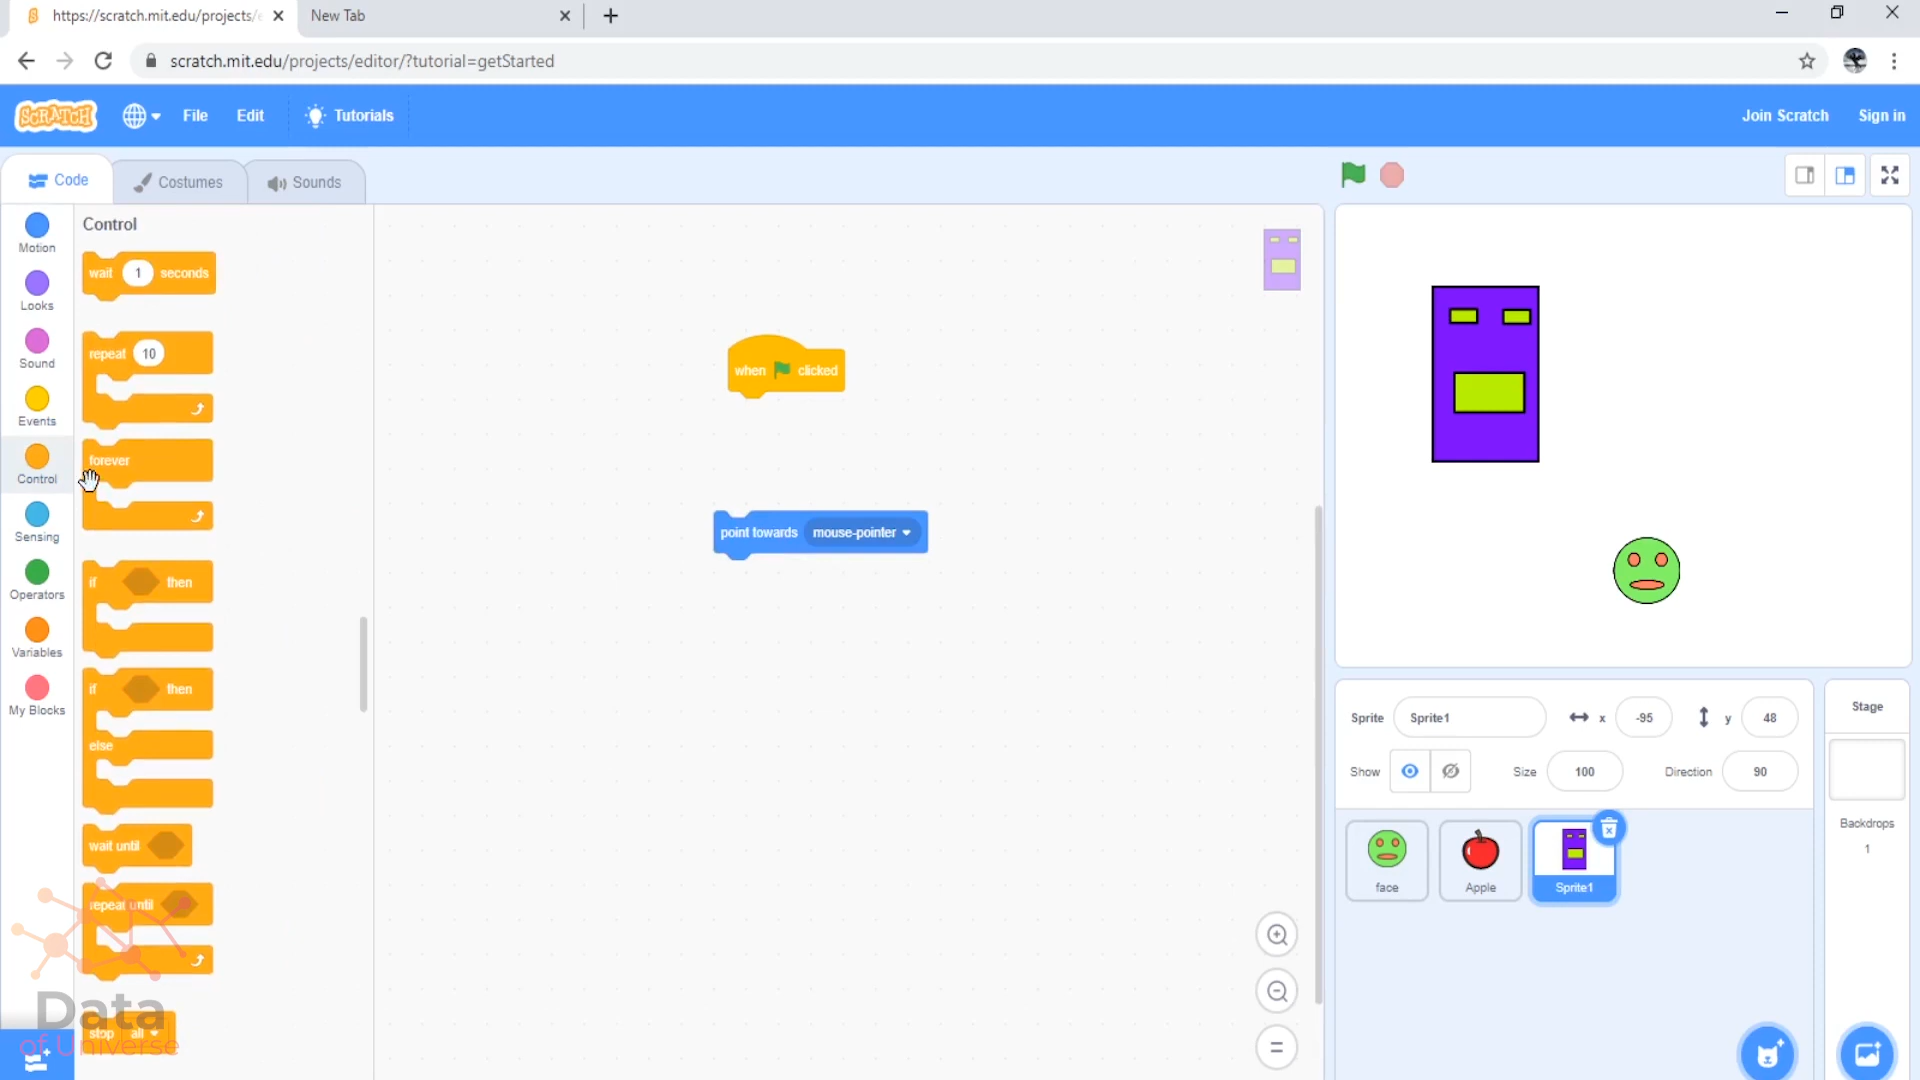 https://scratch.mit.edu/projects/e
New Tab
scratch.mit.edu/projects/editor/?tutorial=getStarted
SCRATCH
File
Edit
Tutorials
Join Scratch
Sign in
Code
Costumes
Sounds
Motion
Looks
Sound
Events
Control
Sensing
Operators
Variables
My Blocks
Control
wait 1 seconds
repeat 10
forever
if then
if then
else
wait until
repeat until
stop all
when clicked
point towards mouse-pointer
Sprite Sprite1 x -95 y 48
Show Size 100 Direction 90
face
Apple
Sprite1
Stage
Backdrops
1
Data
of Universe